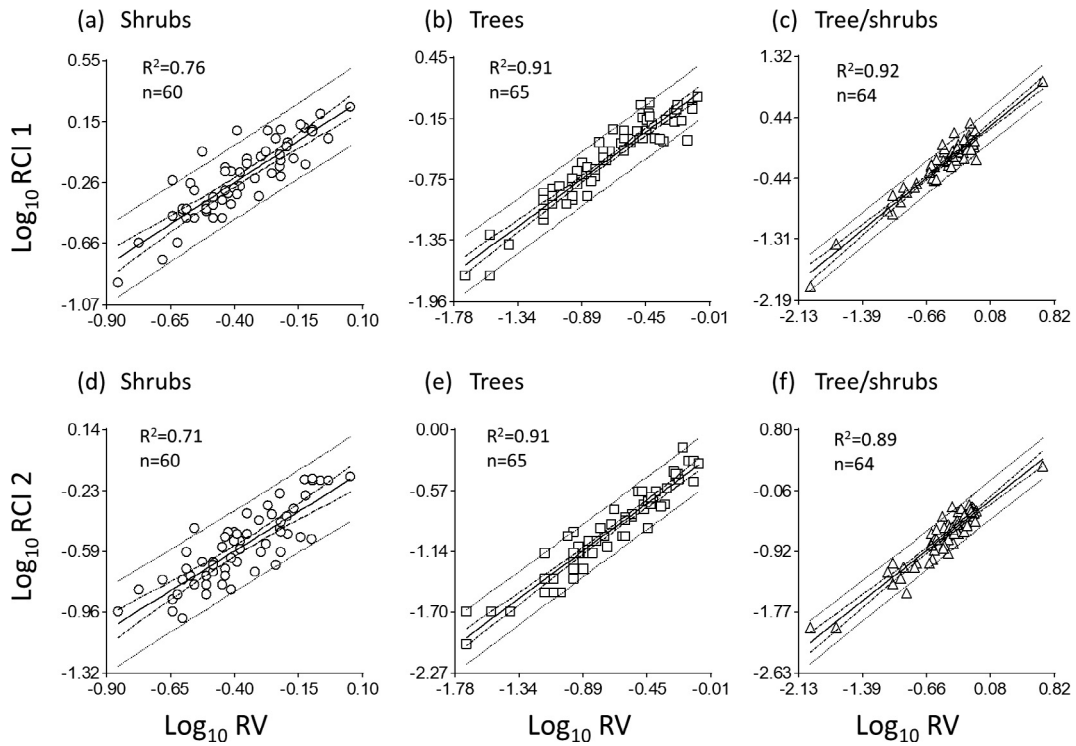 (a) Shrubs
(b) Trees
(c) Tree/shrubs
Log10 RCI 1
0.55
0.15
-0.26
-0.66
-1.07
R²=0.76
n=60
-0.90 -0.65 -0.40 -0.15 0.10
0.45
-0.15
-0.75
-1.35
-1.96
R²=0.91
n=65
-1.78 -1.34 -0.89 -0.45 -0.01
1.32
0.44
-0.44
-1.31
-2.19
R²=0.92
n=64
-2.13 -1.39 -0.66 0.08 0.82
(d) Shrubs
(e) Trees
(f) Tree/shrubs
Log10 RCI 2
0.14
-0.23
-0.59
-0.96
-1.32
R²=0.71
n=60
-0.90 -0.65 -0.40 -0.15 0.10
0.00
-0.57
-1.14
-1.70
-2.27
R²=0.91
n=65
-1.78 -1.34 -0.89 -0.45 -0.01
0.80
-0.06
-0.92
-1.77
-2.63
R²=0.89
n=64
-2.13 -1.39 -0.66 0.08 0.82
Log10 RV
Log10 RV
Log10 RV